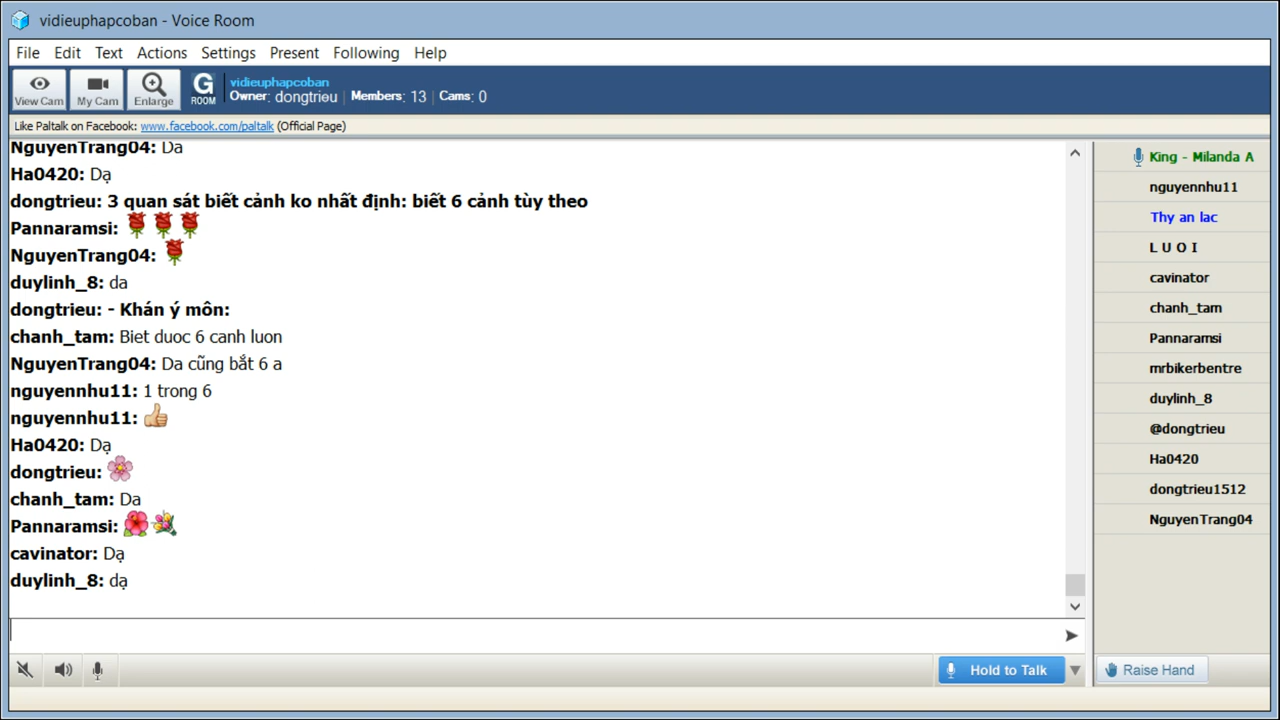 vidieuphapcoban - Voice Room
File Edit Text Actions Settings Present Following Help
View Cam My Cam Enlarge G ROOM vidieuphapcoban
Owner: dongtrieu | Members: 13 | Cams: 0
Like Paltalk on Facebook: www.facebook.com/paltalk (Official Page)
NguyenTrang04: Da
Ha0420: Dạ
dongtrieu: 3 quan sát biết cảnh ko nhất định: biết 6 cảnh tùy theo
Pannaramsi:
NguyenTrang04:
duylinh_8: da
dongtrieu: - Khán ý môn:
chanh_tam: Biet duoc 6 canh luon
NguyenTrang04: Da cũng bắt 6 a
nguyennhu11: 1 trong 6
nguyennhu11:
Ha0420: Dạ
dongtrieu:
chanh_tam: Da
Pannaramsi:
cavinator: Dạ
duylinh_8: dạ
King - Milanda A
nguyennhu11
Thy an lac
L U O I
cavinator
chanh_tam
Pannaramsi
mrbikerbentre
duylinh_8
@dongtrieu
Ha0420
dongtrieu1512
NguyenTrang04
Hold to Talk
Raise Hand